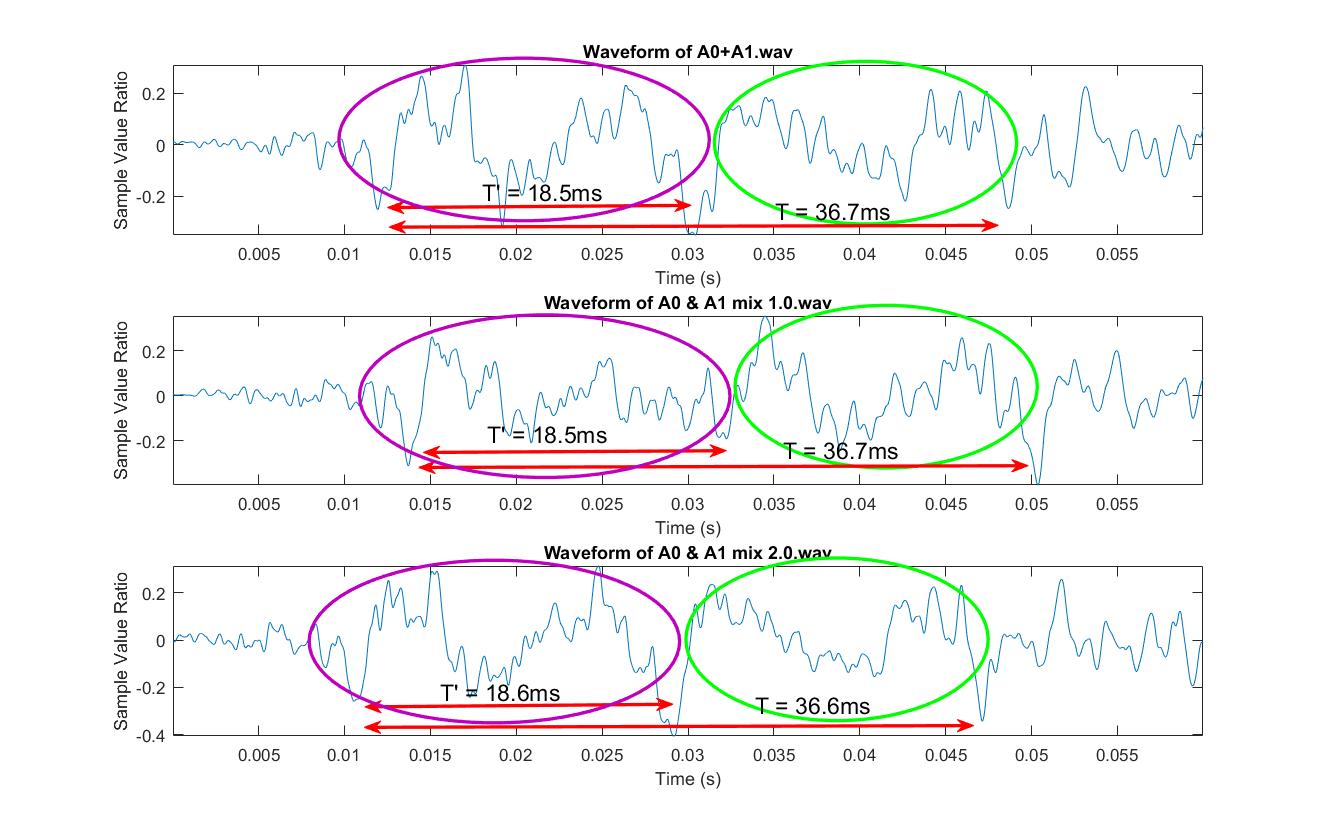 Waveform of A0+A1.wav
Sample Value Ratio
0.2
0
-0.2
T' = 18.5ms
T = 36.7ms
0.005 0.01 0.015 0.02 0.025 0.03 0.035 0.04 0.045 0.05 0.055
Time (s)
Waveform of A0 & A1 mix 1.0.wav
Sample Value Ratio
0.2
0
-0.2
T' = 18.5ms
T = 36.7ms
0.005 0.01 0.015 0.02 0.025 0.03 0.035 0.04 0.045 0.05 0.055
Time (s)
Waveform of A0 & A1 mix 2.0.wav
Sample Value Ratio
0.2
0
-0.2
-0.4
T' = 18.6ms
T = 36.6ms
0.005 0.01 0.015 0.02 0.025 0.03 0.035 0.04 0.045 0.05 0.055
Time (s)